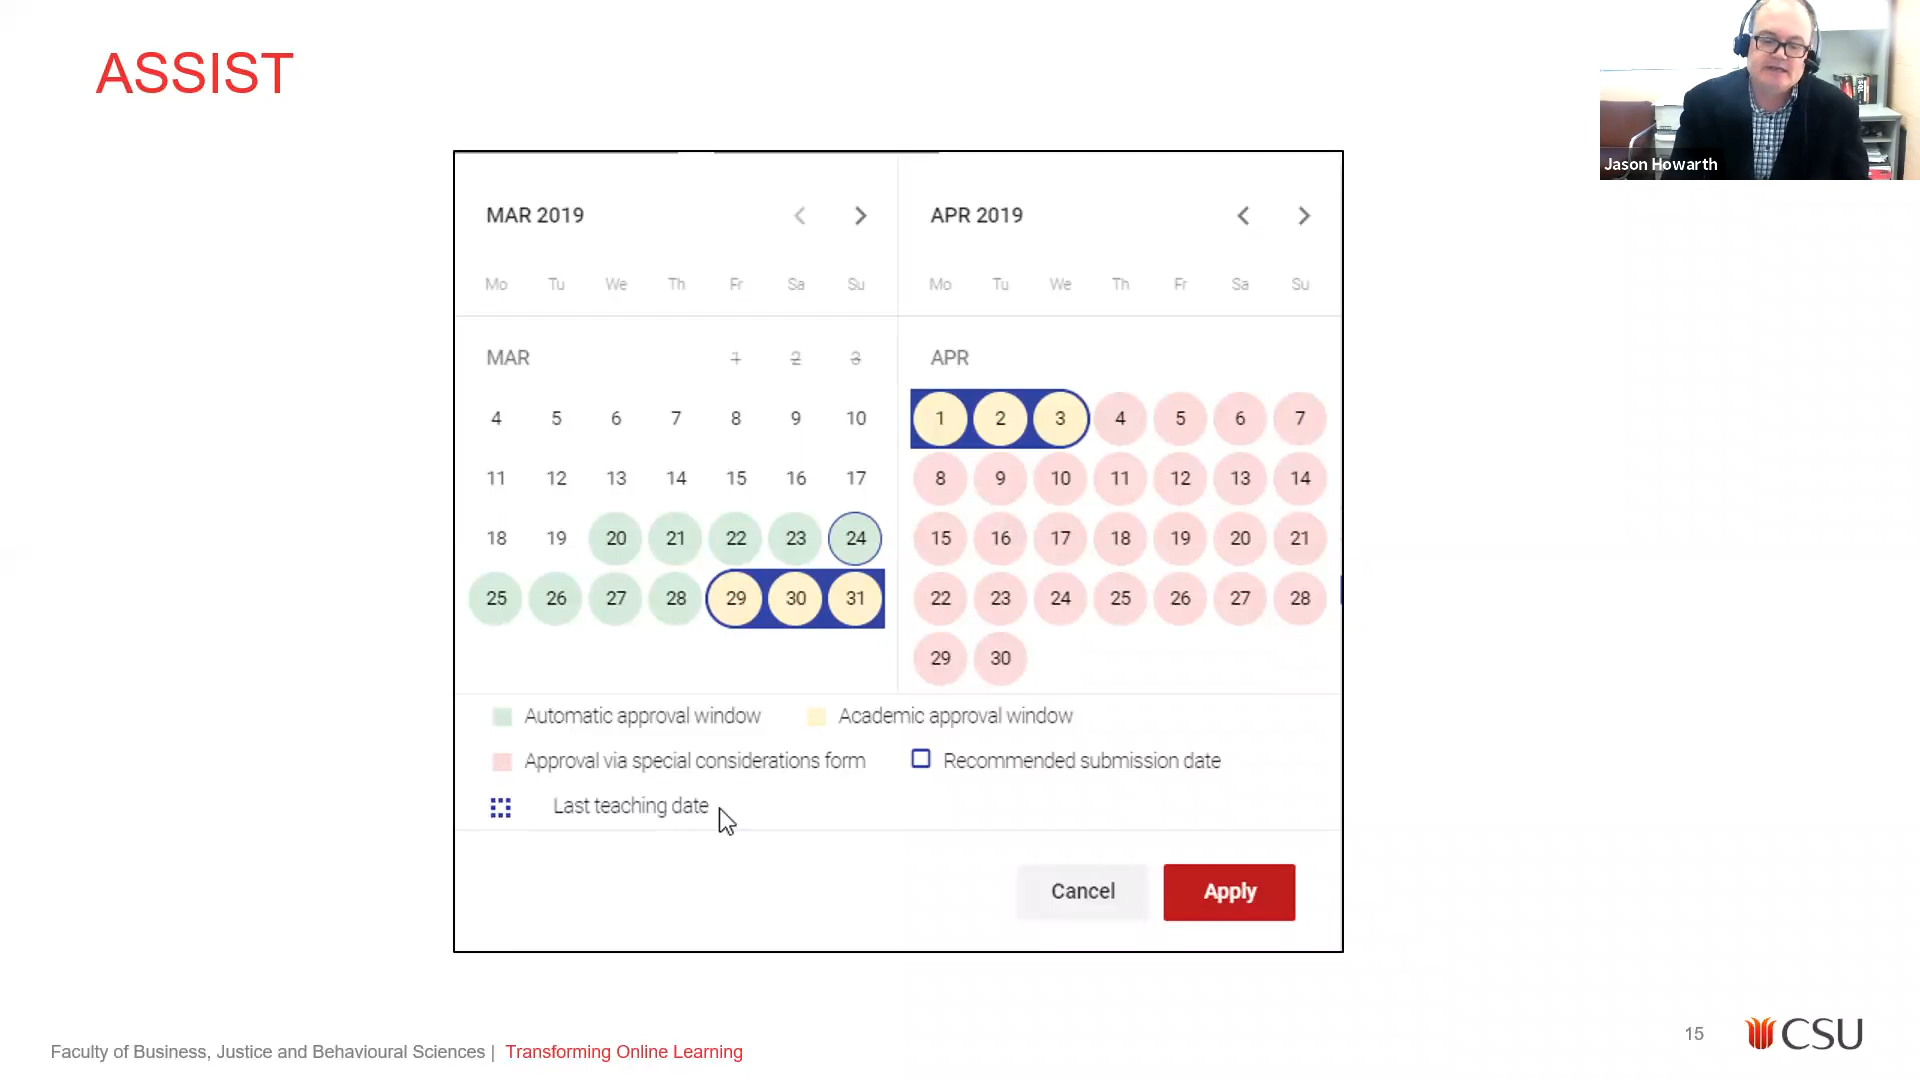 ASSIST
Jason Howarth
MAR 2019
APR 2019
Mo Tu We Th Fr Sa Su
Mo Tu We Th Fr Sa Su
MAR 1 2 3
4 5 6 7 8 9 10
11 12 13 14 15 16 17
18 19 20 21 22 23 24
25 26 27 28 29 30 31
APR
1 2 3 4 5 6 7
8 9 10 11 12 13 14
15 16 17 18 19 20 21
22 23 24 25 26 27 28
29 30
Automatic approval window
Academic approval window
Approval via special considerations form
Recommended submission date
Last teaching date
Cancel
Apply
Faculty of Business, Justice and Behavioural Sciences | Transforming Online Learning
15
CSU